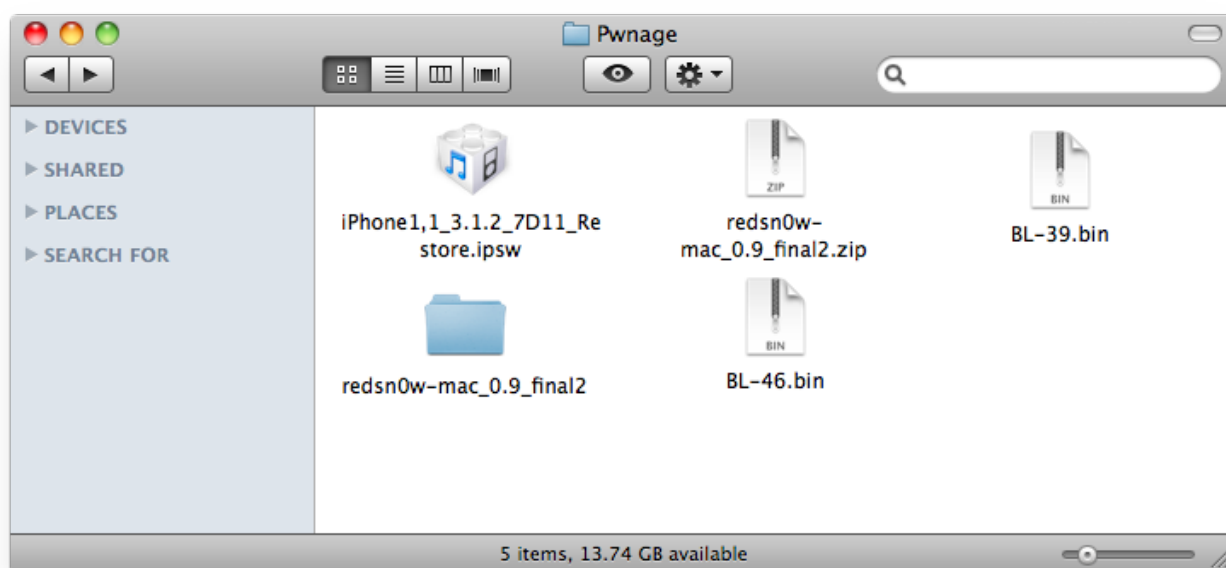 Pwnage
DEVICES
SHARED
PLACES
SEARCH FOR
iPhone1,1_3.1.2_7D11_Re
store.ipsw
ZIP
redsn0w-
mac_0.9_final2.zip
BIN
BL-39.bin
redsn0w-mac_0.9_final2
BIN
BL-46.bin
5 items, 13.74 GB available